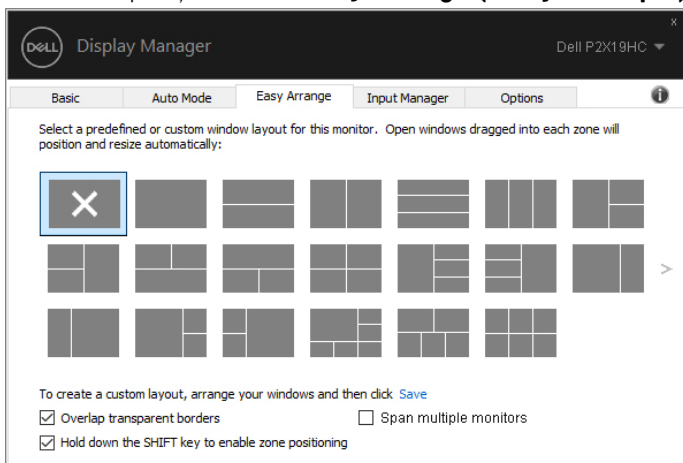 DELL Display Manager
x
Dell P2X19HC
Basic Auto Mode Easy Arrange Input Manager Options
Select a predefined or custom window layout for this monitor. Open windows dragged into each zone will
position and resize automatically:
>
To create a custom layout, arrange your windows and then click Save
Overlap transparent borders Span multiple monitors
Hold down the SHIFT key to enable zone positioning